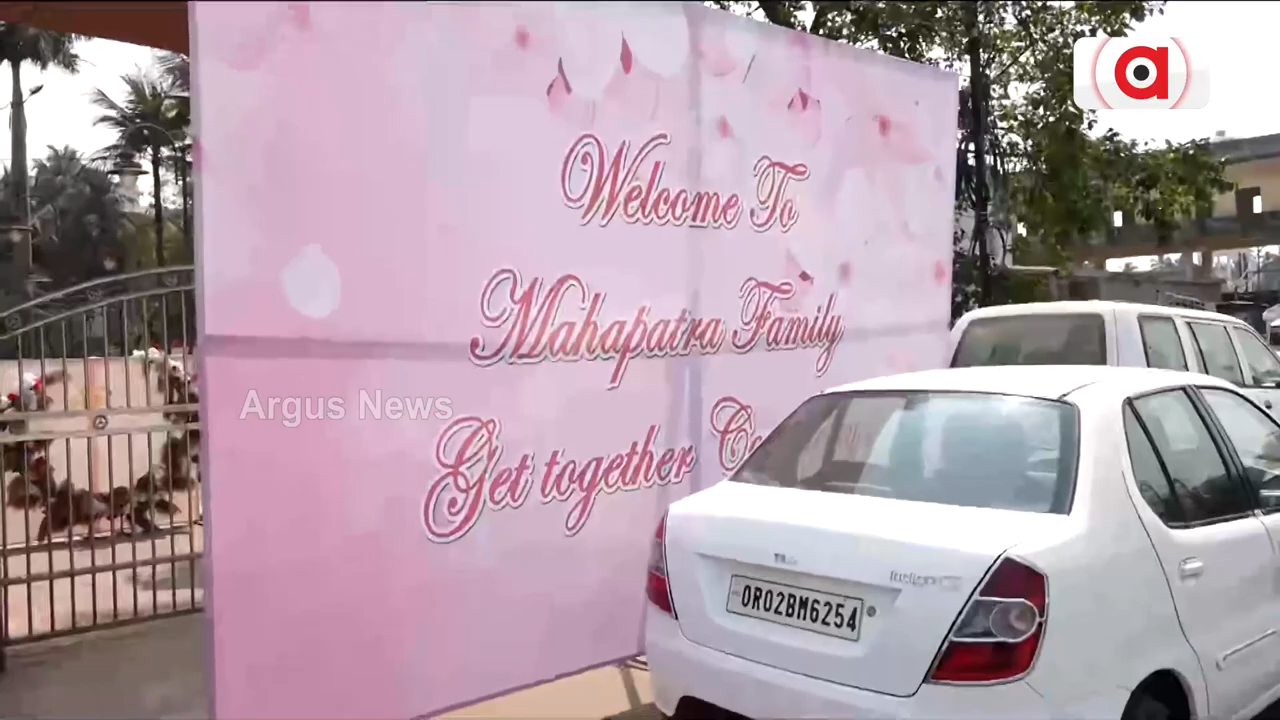 a
Welcome To
Mahapatra Family
Argus News
Get together
OR02BM6254